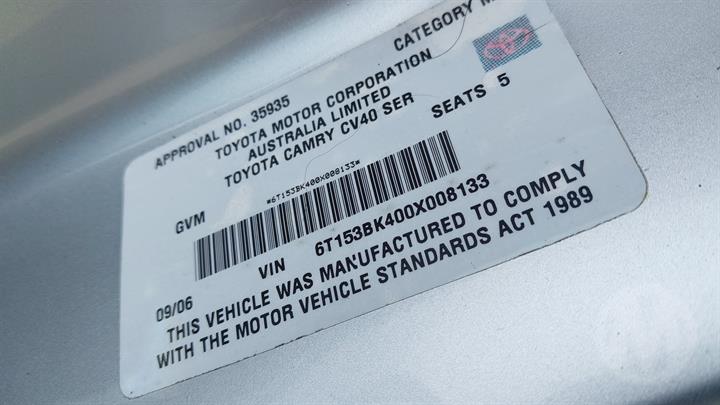 CATEGORY M
APPROVAL NO. 35935
TOYOTA MOTOR CORPORATION
AUSTRALIA LIMITED
TOYOTA CAMRY CV40 SER
SEATS 5
GVM
*6T153BK400X008133*
VIN 6T153BK400X008133
09/06
THIS VEHICLE WAS MANUFACTURED TO COMPLY
WITH THE MOTOR VEHICLE STANDARDS ACT 1989